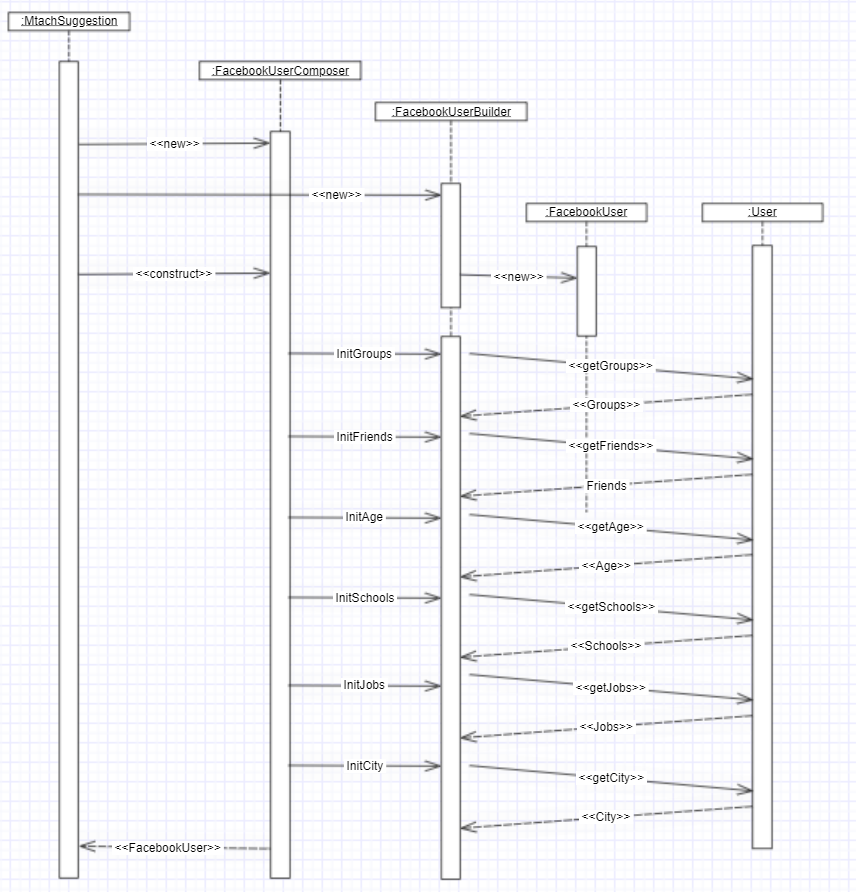 :MtachSuggestion
:FacebookUserComposer
:FacebookUserBuilder
<<new>>
<<new>>
:FacebookUser
:User
<<construct>>
<<new>>
InitGroups
<<getGroups>>
<<Groups>>
InitFriends
<<getFriends>>
Friends
InitAge
<<getAge>>
<<Age>>
InitSchools
<<getSchools>>
<<Schools>>
InitJobs
<<getJobs>>
<<Jobs>>
InitCity
<<getCity>>
<<City>>
<<FacebookUser>>